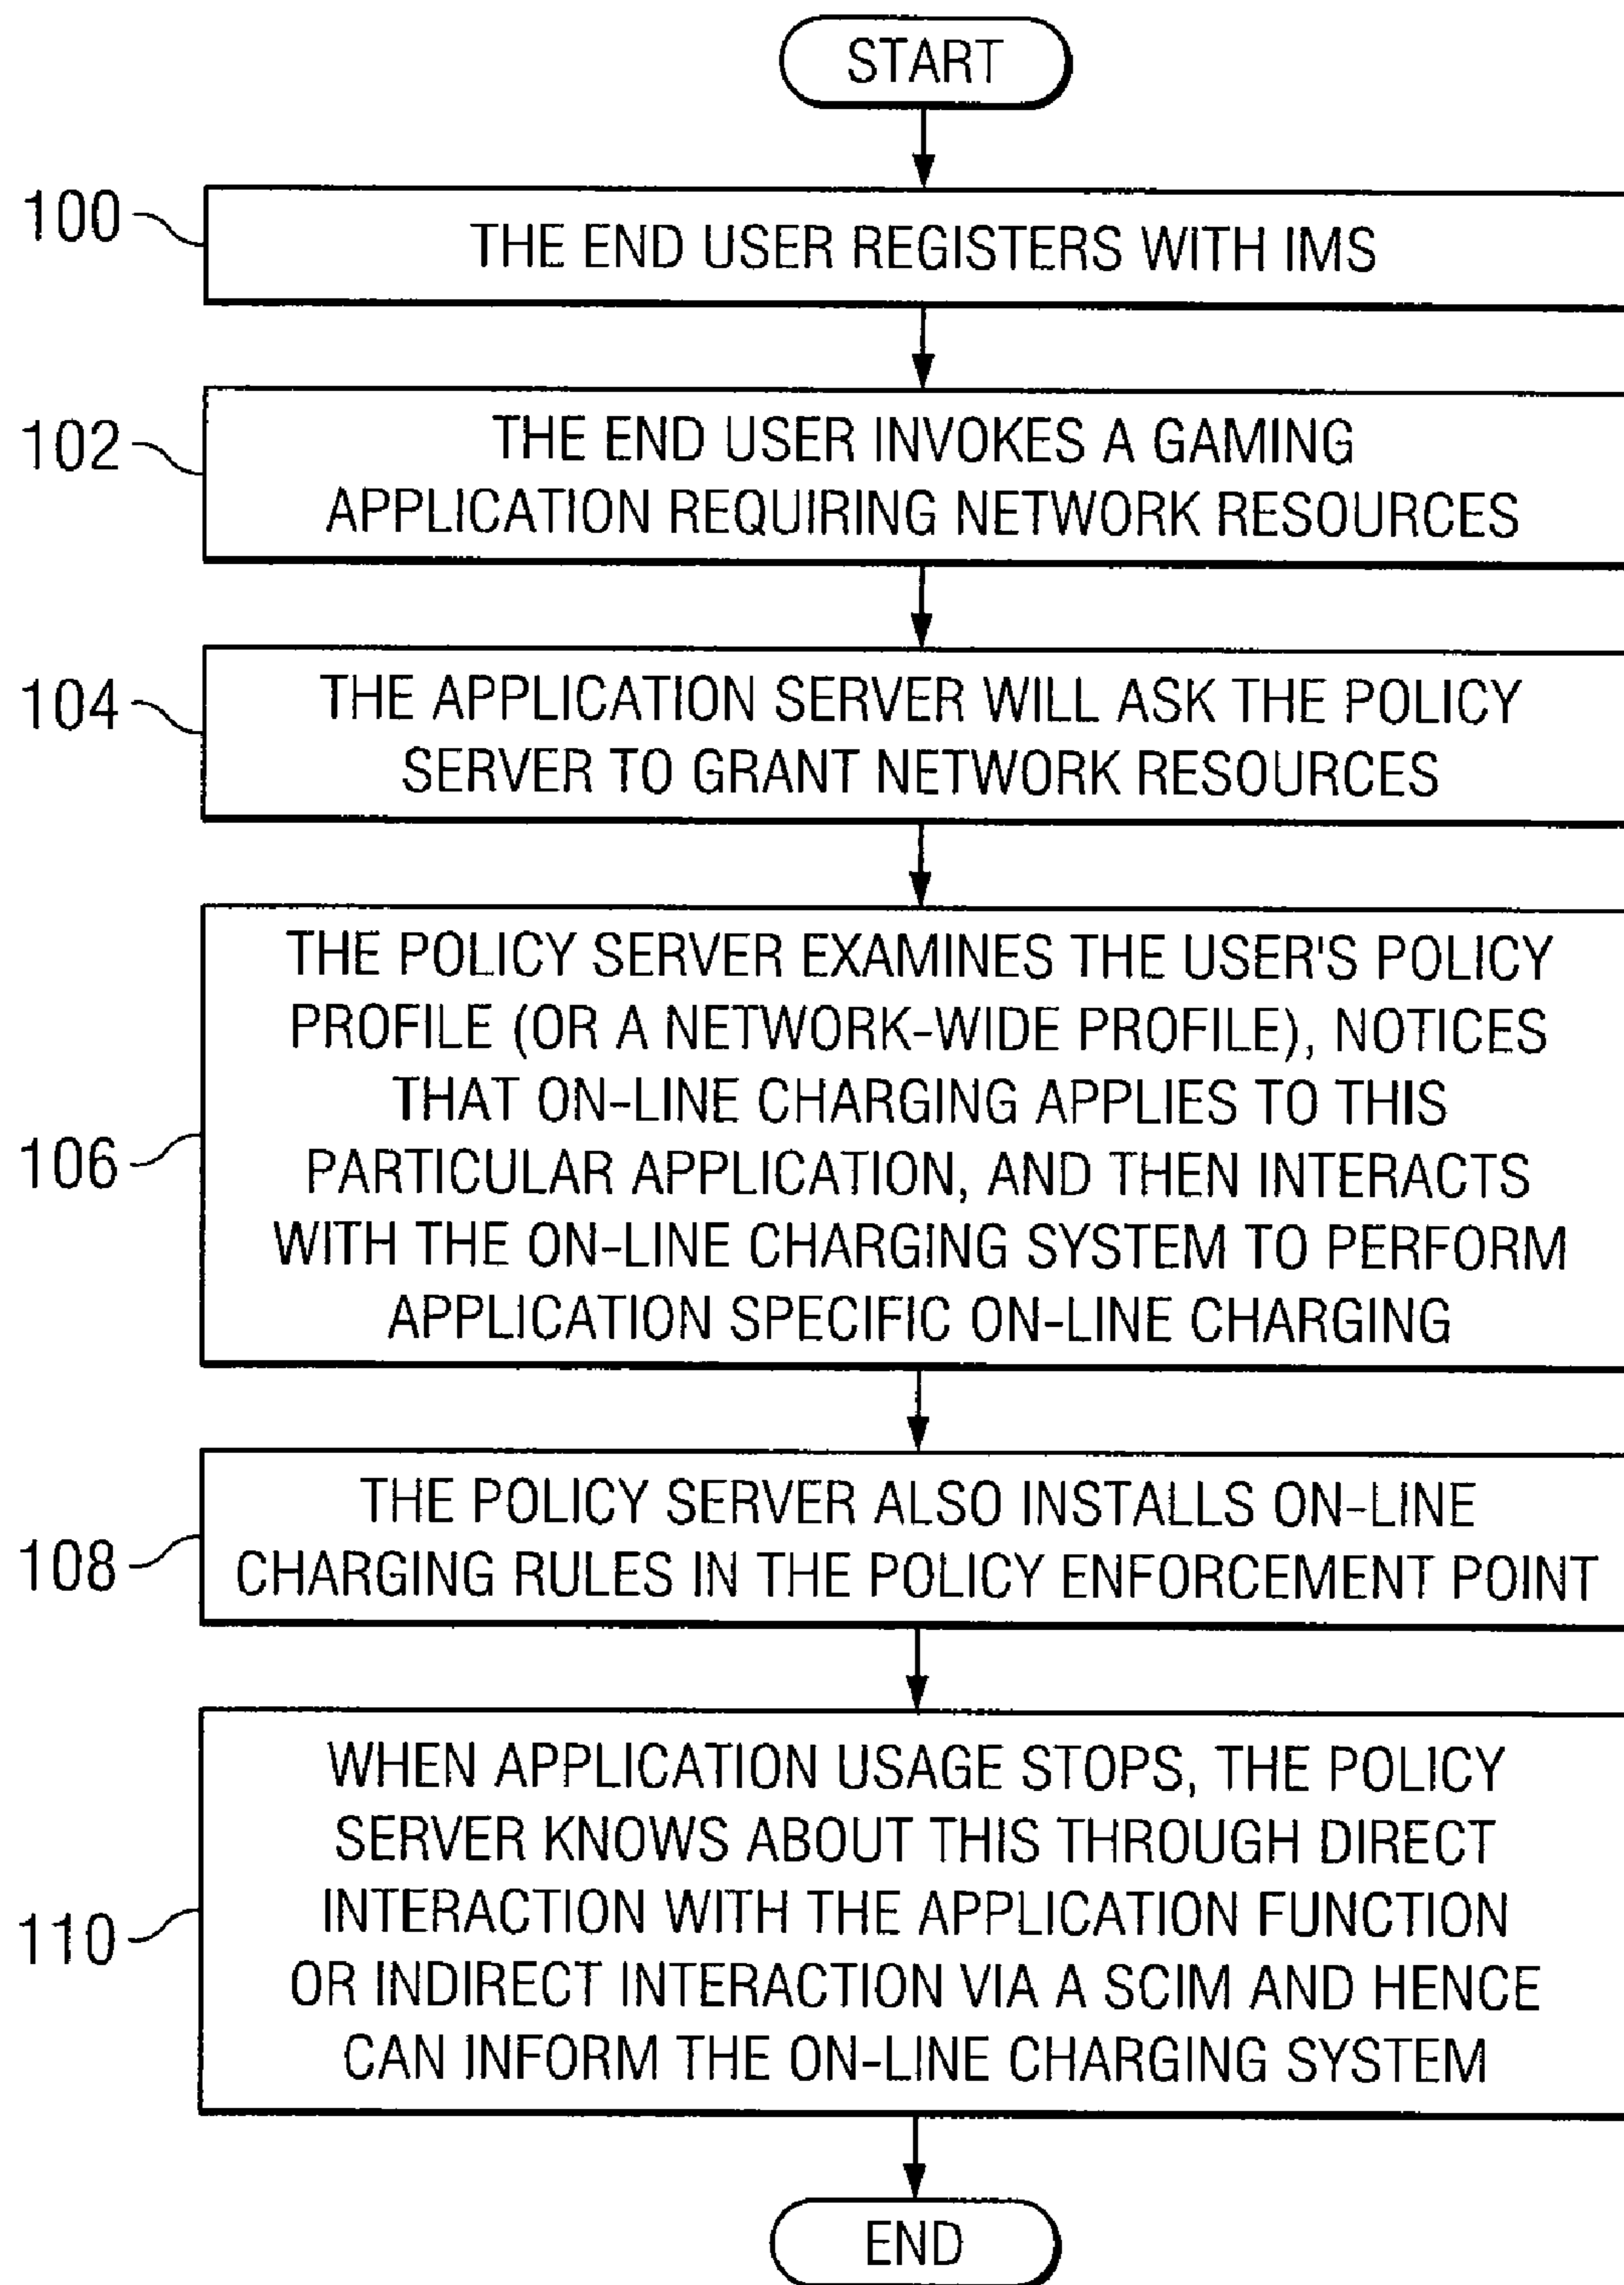 START
100
THE END USER REGISTERS WITH IMS
102
THE END USER INVOKES A GAMING
APPLICATION REQUIRING NETWORK RESOURCES
104
THE APPLICATION SERVER WILL ASK THE POLICY
SERVER TO GRANT NETWORK RESOURCES
106
THE POLICY SERVER EXAMINES THE USER'S POLICY
PROFILE (OR A NETWORK-WIDE PROFILE), NOTICES
THAT ON-LINE CHARGING APPLIES TO THIS
PARTICULAR APPLICATION, AND THEN INTERACTS
WITH THE ON-LINE CHARGING SYSTEM TO PERFORM
APPLICATION SPECIFIC ON-LINE CHARGING
108
THE POLICY SERVER ALSO INSTALLS ON-LINE
CHARGING RULES IN THE POLICY ENFORCEMENT POINT
110
WHEN APPLICATION USAGE STOPS, THE POLICY
SERVER KNOWS ABOUT THIS THROUGH DIRECT
INTERACTION WITH THE APPLICATION FUNCTION
OR INDIRECT INTERACTION VIA A SCIM AND HENCE
CAN INFORM THE ON-LINE CHARGING SYSTEM
END